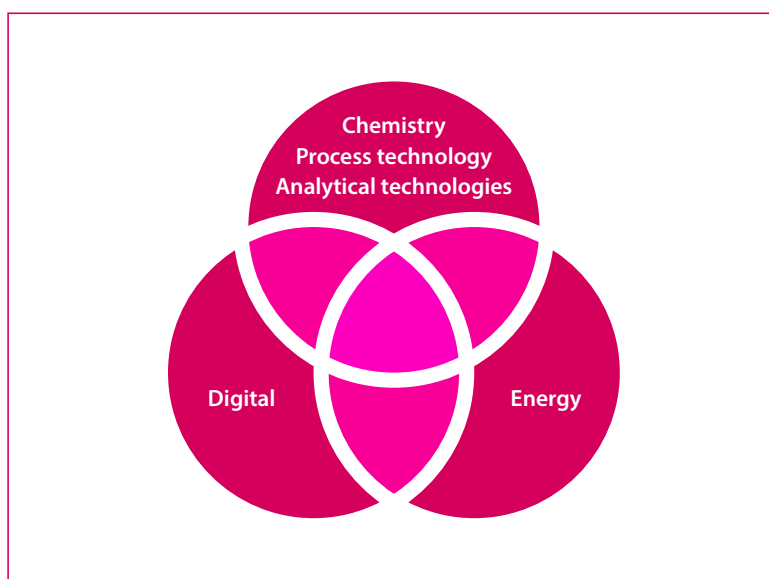 Chemistry
Process technology
Analytical technologies
Digital
Energy